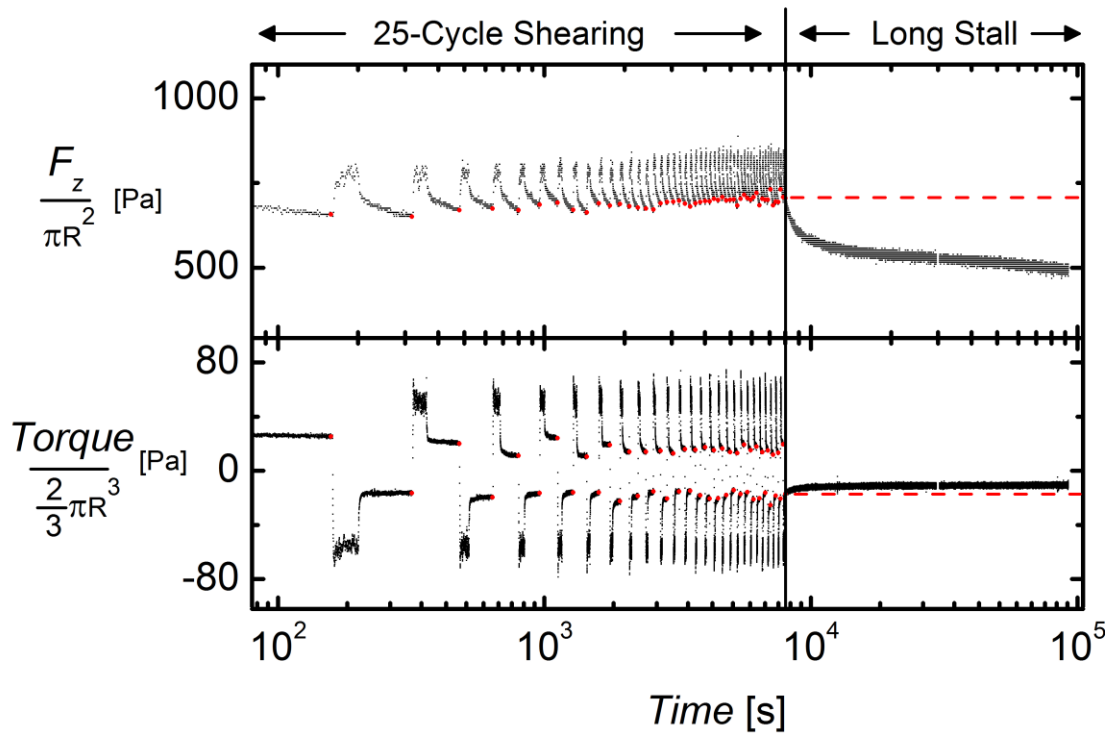 25-Cycle Shearing Long Stall
1000
F_z
πR^2
[Pa]
500
80
Torque
[Pa]
2
3
πR^3
0
-80
10^2 10^3 10^4 10^5
Time [s]